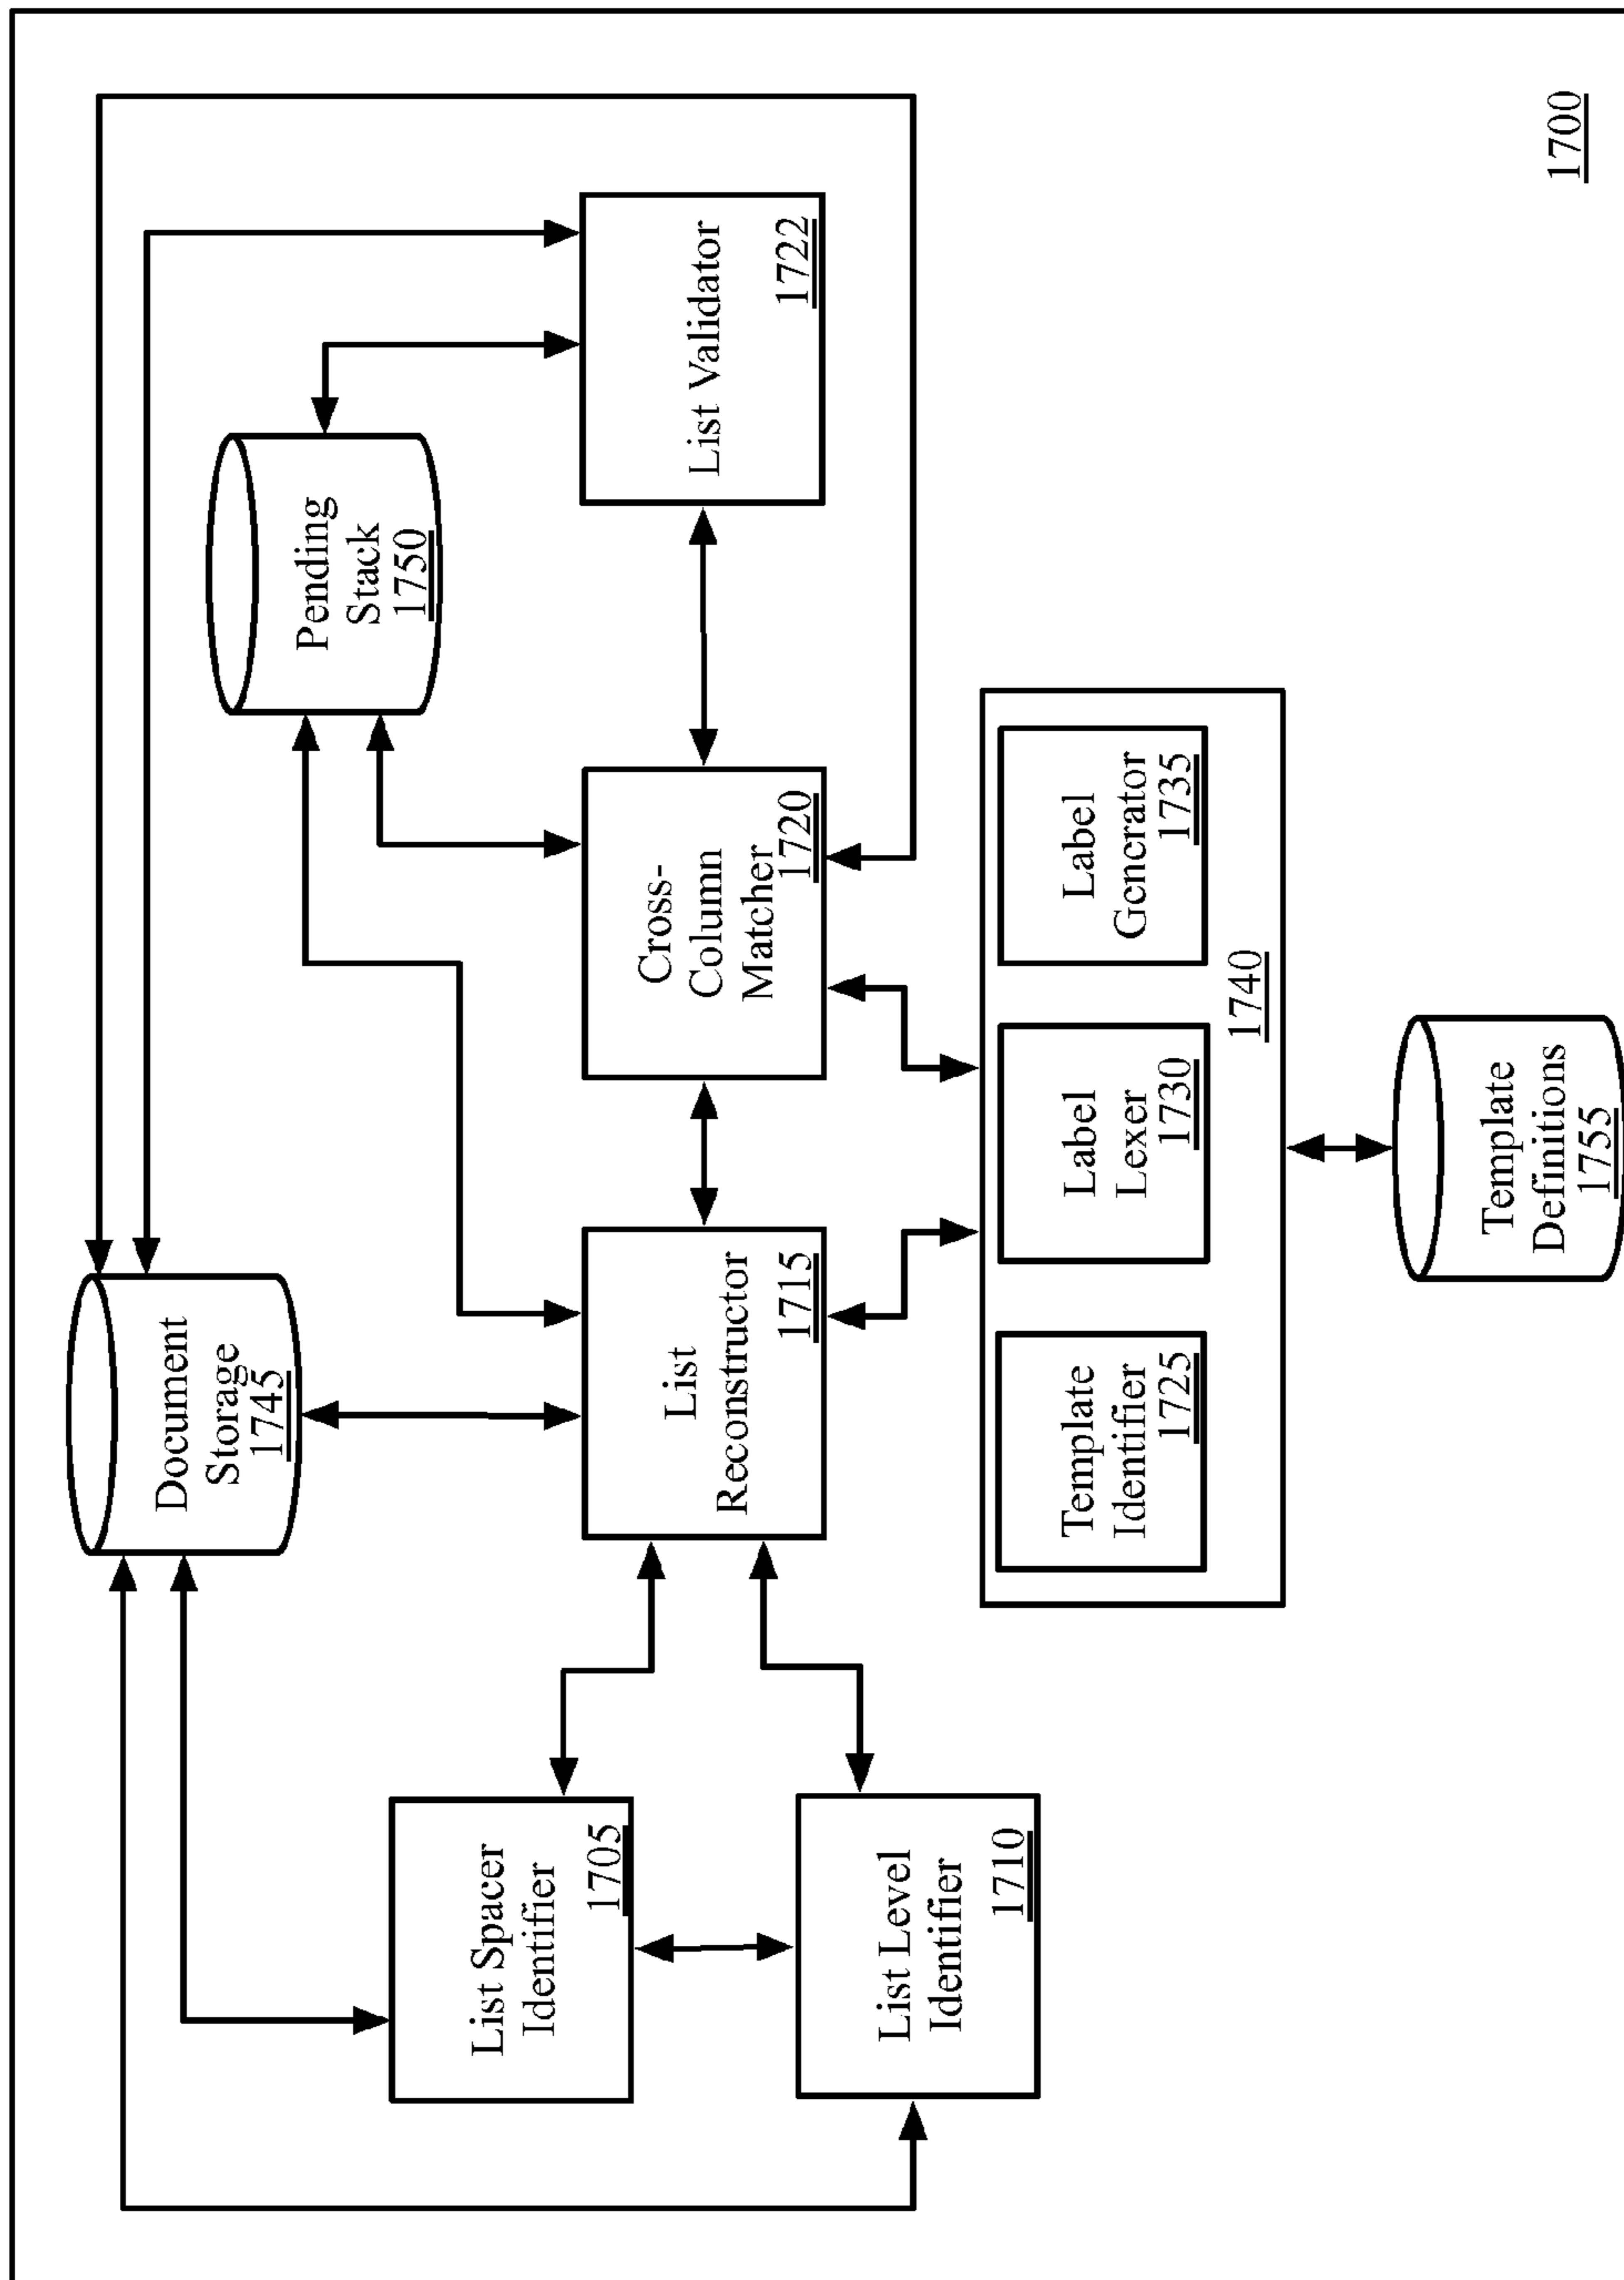 Document
Storage
1745
Pending
Stack
1750
List Spacer
Identifier
1705
List Level
Identifier
1710
List
Reconstructor
1715
Cross-
Column
Matcher
1720
List Validator
1722
Template
Identifier
1725
Label
Lexer
1730
Label
Generator
1735
1740
Template
Definitions
1755
1700